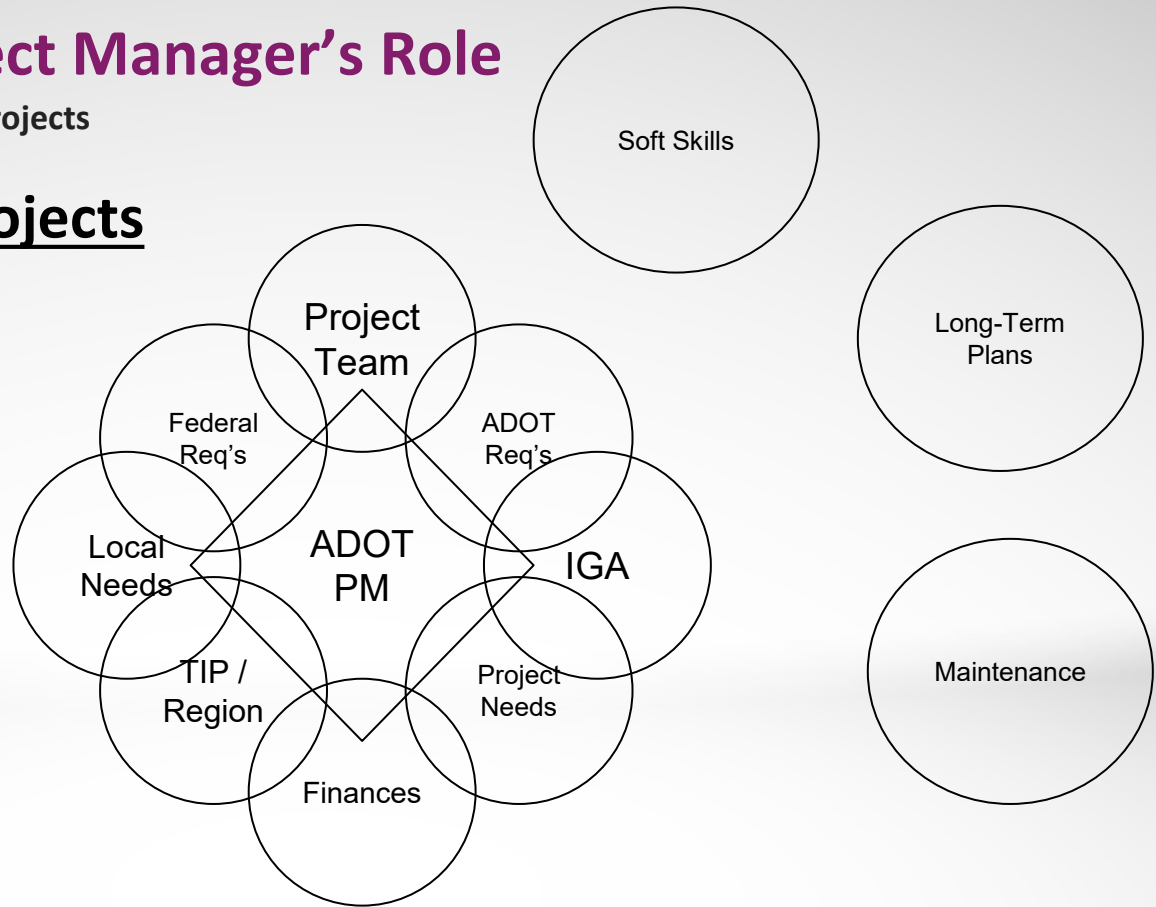 ect Manager’s Role
rojects
ojects
Soft Skills
Long-Term
Plans
Project
Team
Federal
Req’s
ADOT
Req’s
Local
Needs
ADOT
PM
IGA
TIP /
Region
Project
Needs
Maintenance
Finances